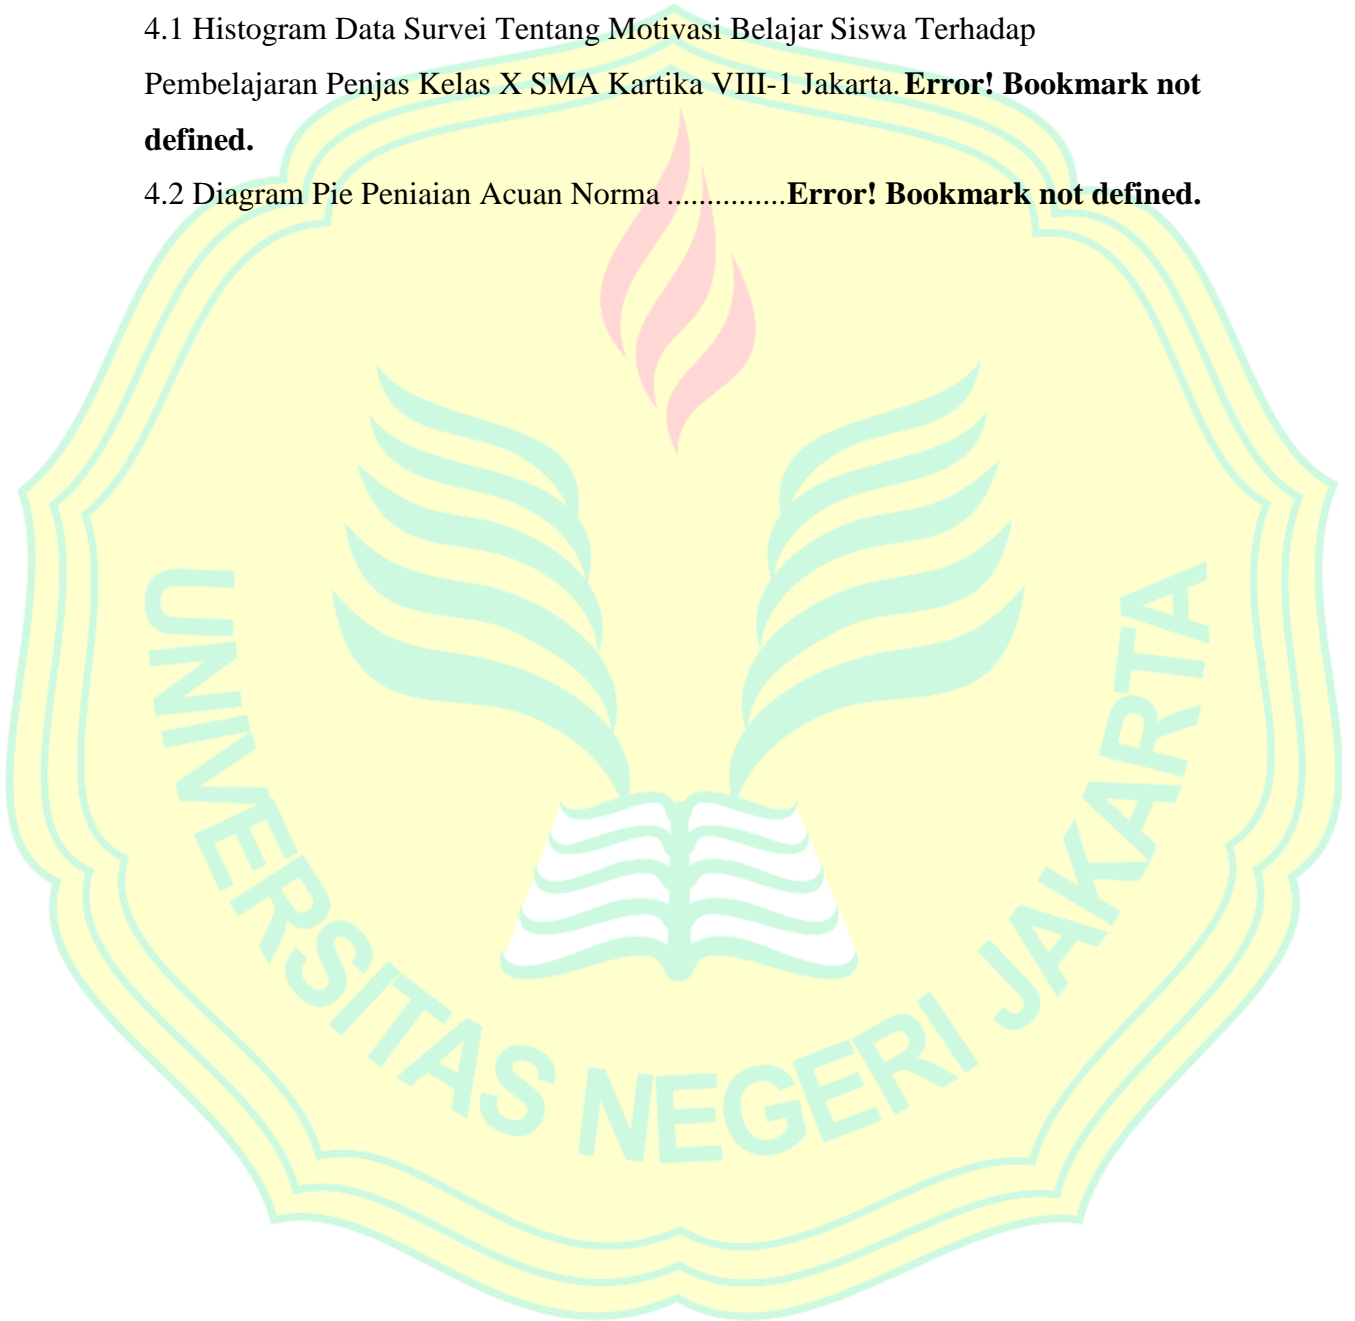 4.1 Histogram Data Survei Tentang Motivasi Belajar Siswa Terhadap
Pembelajaran Penjas Kelas X SMA Kartika VIII-1 Jakarta. Error! Bookmark not
defined.
4.2 Diagram Pie Peniaian Acuan Norma ...............Error! Bookmark not defined.
UNIVERSITAS NEGERI JAKARTA